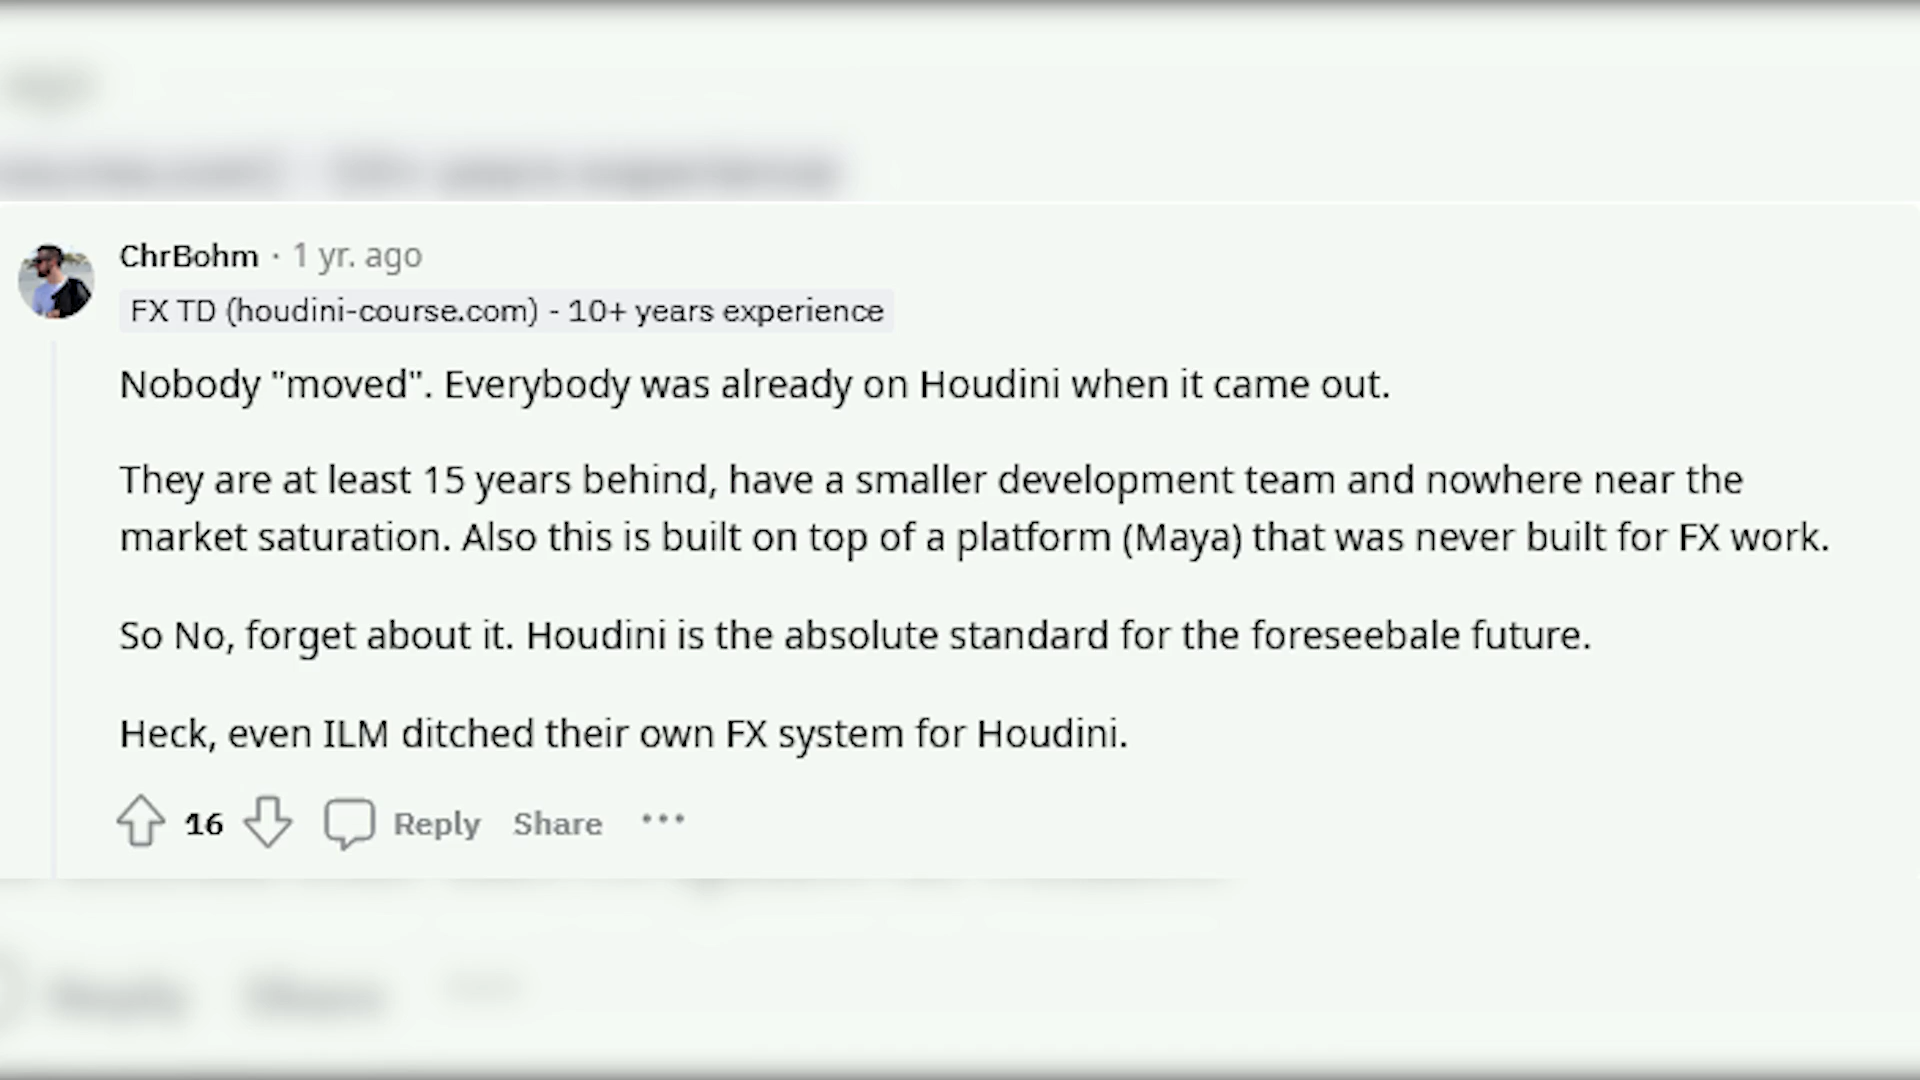 ChrBohm · 1 yr. ago
FX TD (houdini-course.com) - 10+ years experience
Nobody "moved". Everybody was already on Houdini when it came out.
They are at least 15 years behind, have a smaller development team and nowhere near the
market saturation. Also this is built on top of a platform (Maya) that was never built for FX work.
So No, forget about it. Houdini is the absolute standard for the foreseebale future.
Heck, even ILM ditched their own FX system for Houdini.
16 Reply Share ...
years experience
Reply Share